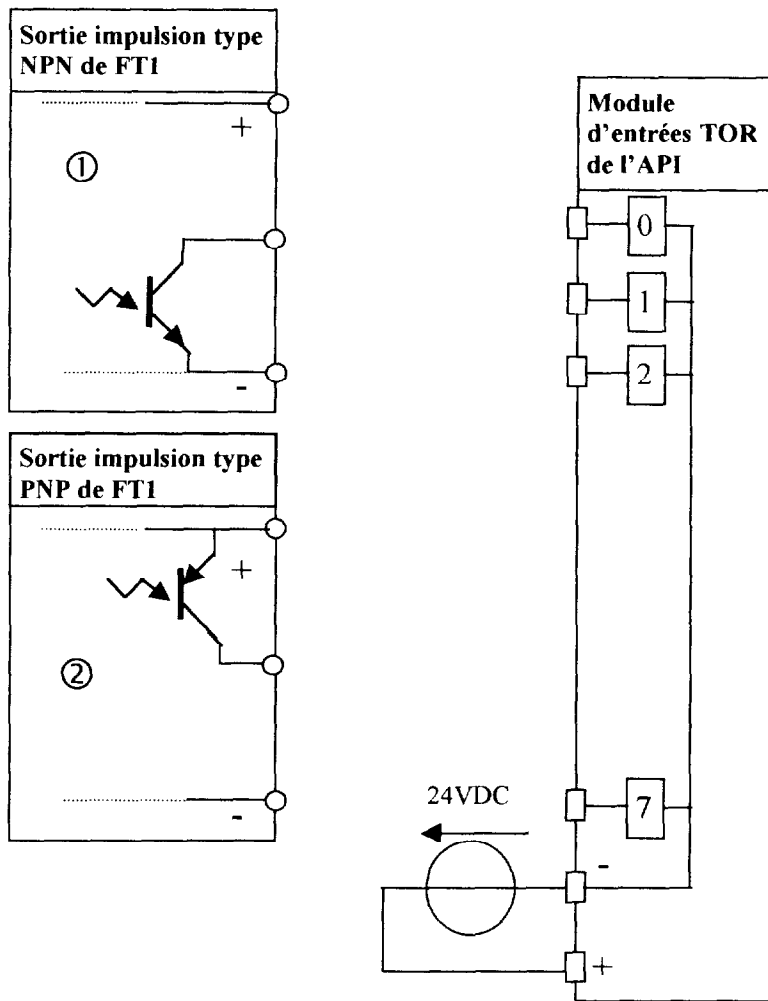 Sortie impulsion type
NPN de FT1
+
①
-
Sortie impulsion type
PNP de FT1
+
②
-
Module
d'entrées TOR
de l'API
0
1
2
7
24VDC
-
+